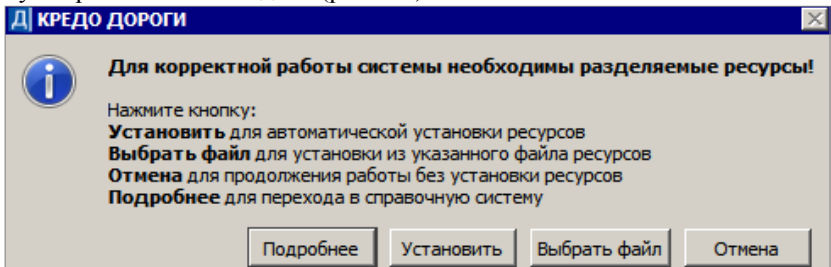 Д КРЕДО ДОРОГИ
Для корректной работы системы необходимы разделяемые ресурсы!
Нажмите кнопку:
Установить для автоматической установки ресурсов
Выбрать файл для установки из указанного файла ресурсов
Отмена для продолжения работы без установки ресурсов
Подробнее для перехода в справочную систему
Подробнее Установить Выбрать файл Отмена